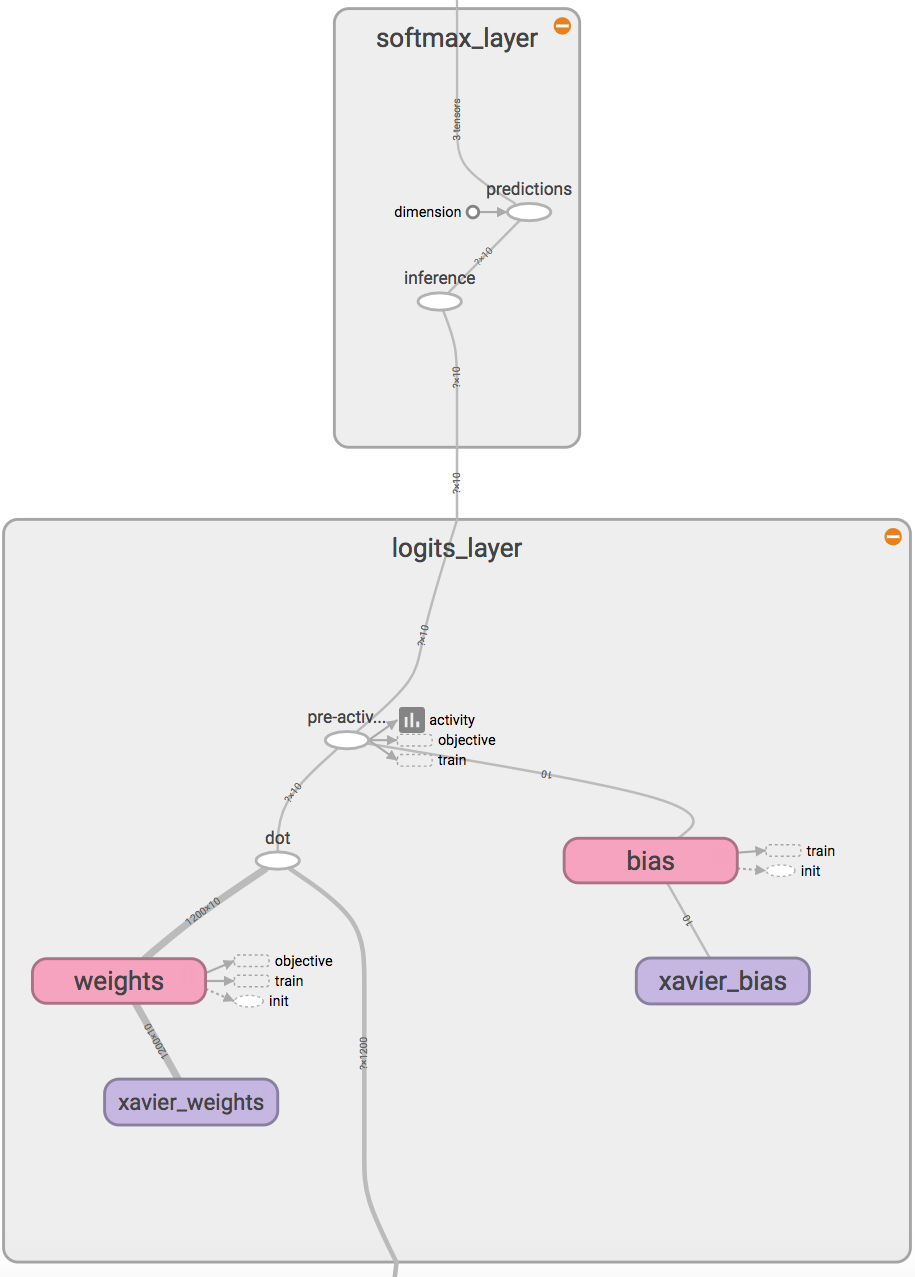 softmax_layer
3 tensors
predictions
dimension
?×10
inference
?×10
?×10
logits_layer
?×10
pre-activ...
activity
objective
train
10
?×10
dot
bias
train
init
1200×10
10
weights
objective
train
init
xavier_bias
1200×10
?×1200
xavier_weights